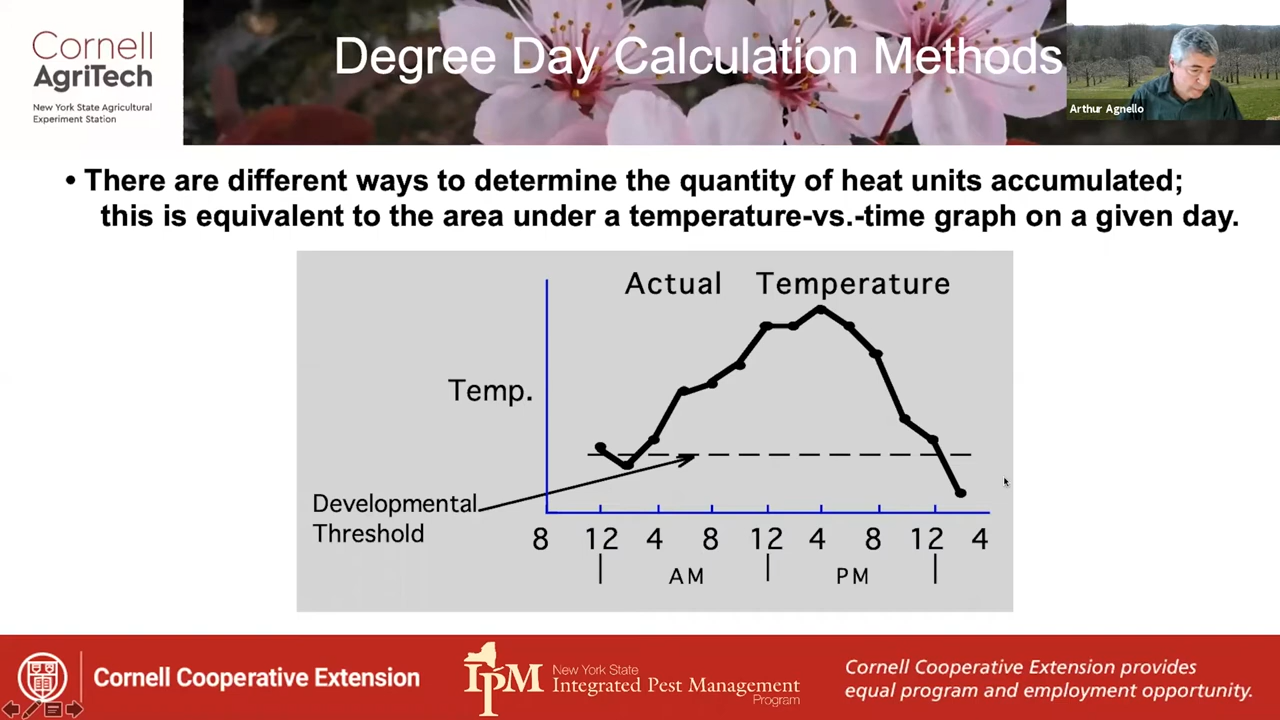 Cornell
AgriTech
New York State Agricultural
Experiment Station
Degree Day Calculation Methods
Arthur Agnello
• There are different ways to determine the quantity of heat units accumulated;
this is equivalent to the area under a temperature-vs.-time graph on a given day.
Actual Temperature
Temp.
Developmental
Threshold
8 12 4 8 12 4 8 12 4
AM PM
Cornell Cooperative Extension
IPM
New York State
Integrated Pest Management
Program
Cornell Cooperative Extension provides
equal program and employment opportunity.